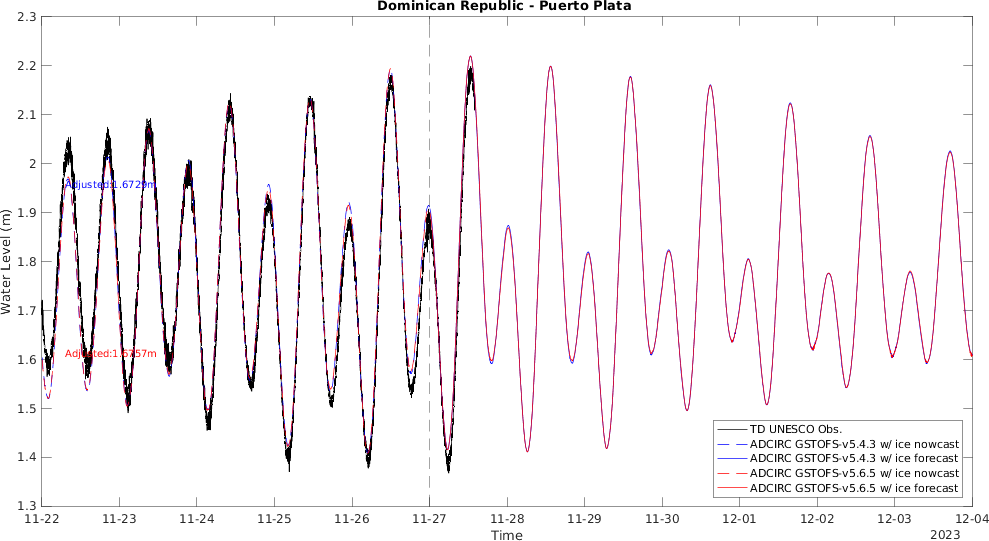 Dominican Republic - Puerto Plata
2.3
2.2
2.1
2
1.9
1.8
1.7
1.6
1.5
1.4
1.3
Water Level (m)
Adjusted:1.6729m
Adjusted:1.6757m
TD UNESCO Obs.
ADCIRC GSTOFS-v5.4.3 w/ ice nowcast
ADCIRC GSTOFS-v5.4.3 w/ ice forecast
ADCIRC GSTOFS-v5.6.5 w/ ice nowcast
ADCIRC GSTOFS-v5.6.5 w/ ice forecast
11-22 11-23 11-24 11-25 11-26 11-27 11-28 11-29 11-30 12-01 12-02 12-03 12-04
Time 2023